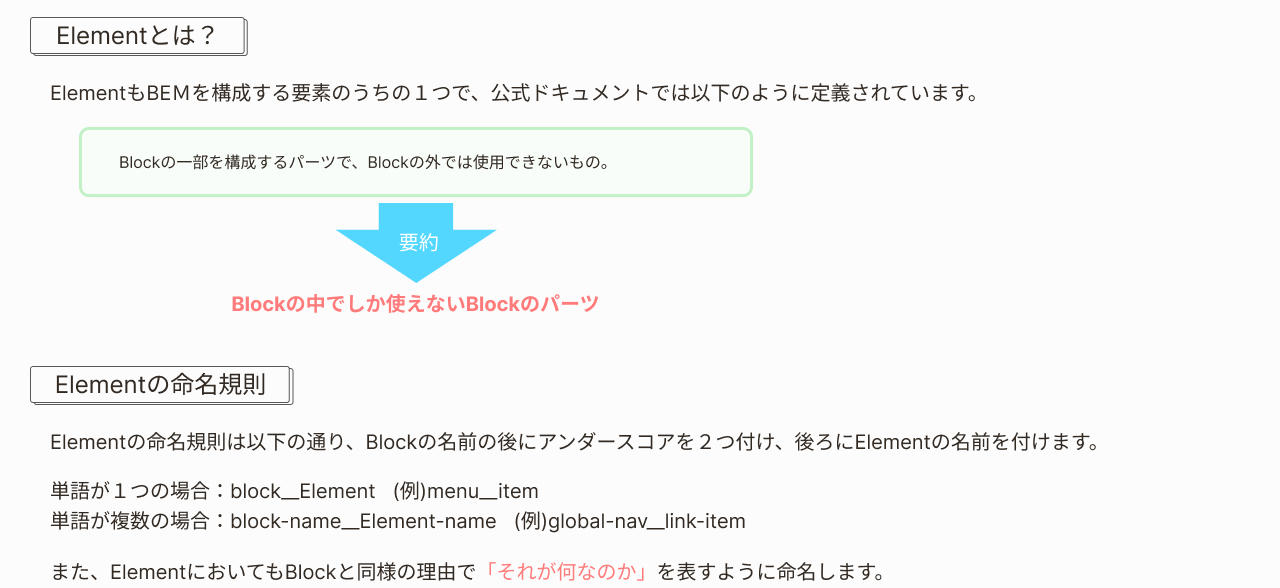 Elementとは？
ElementもBEMを構成する要素のうちの１つで、公式ドキュメントでは以下のように定義されています。
Blockの一部を構成するパーツで、Blockの外では使用できないもの。
要約
Blockの中でしか使えないBlockのパーツ
Elementの命名規則
Elementの命名規則は以下の通り、Blockの名前の後にアンダースコアを２つ付け、後ろにElementの名前を付けます。
単語が１つの場合：block__Element (例)menu__item
単語が複数の場合：block-name__Element-name (例)global-nav__link-item
また、ElementにおいてもBlockと同様の理由で「それが何なのか」を表すように命名します。